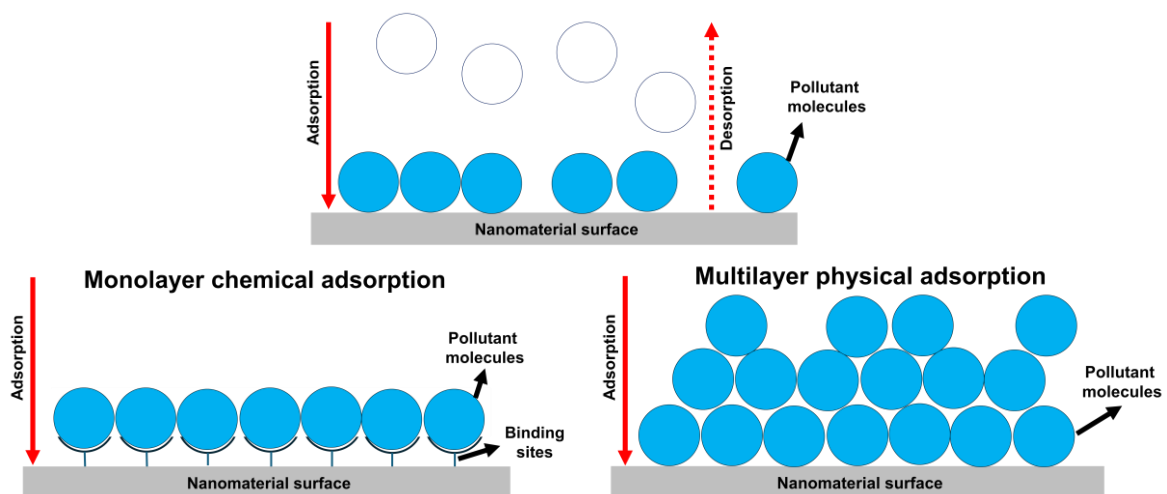 Adsorption
Desorption
Pollutant
molecules
Nanomaterial surface
Monolayer chemical adsorption
Adsorption
Pollutant
molecules
Binding
sites
Nanomaterial surface
Multilayer physical adsorption
Adsorption
Pollutant
molecules
Nanomaterial surface